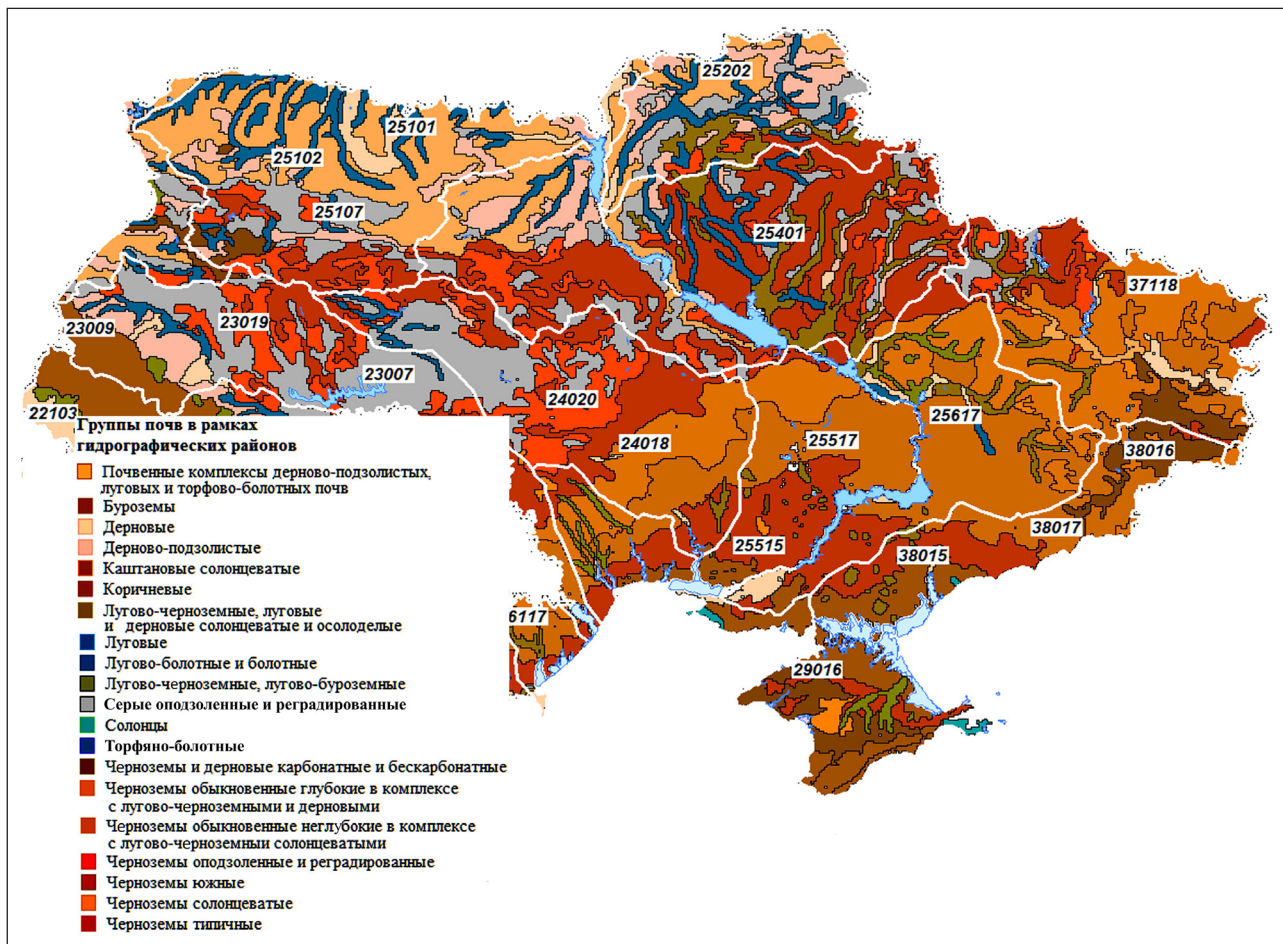 25202
25101
25102
25107
25401
37118
23009
23019
23007
24020
22103
25617
24018
25517
38016
38017
25515
38015
6117
29016
Группы почв в рамках
гидрографических районов
Почвенные комплексы дерново-подзолистых,
луговых и торфово-болотных почв
Буроземы
Дерновые
Дерново-подзолистые
Каштановые солонцеватые
Коричневые
Лугово-черноземные, луговые
и дерновые солонцеватые и осолоделые
Луговые
Лугово-болотные и болотные
Лугово-черноземные, лугово-буроземные
Серые оподзоленные и реградированные
Солонцы
Торфяно-болотные
Черноземы и дерновые карбонатные и бескарбонатные
Черноземы обыкновенные глубокие в комплексе
с лугово-черноземными и дерновыми
Черноземы обыкновенные неглубокие в комплексе
с лугово-черноземныи солонцеватыми
Черноземы оподзоленные и реградированные
Черноземы южные
Черноземы солонцеватые
Черноземы типичные